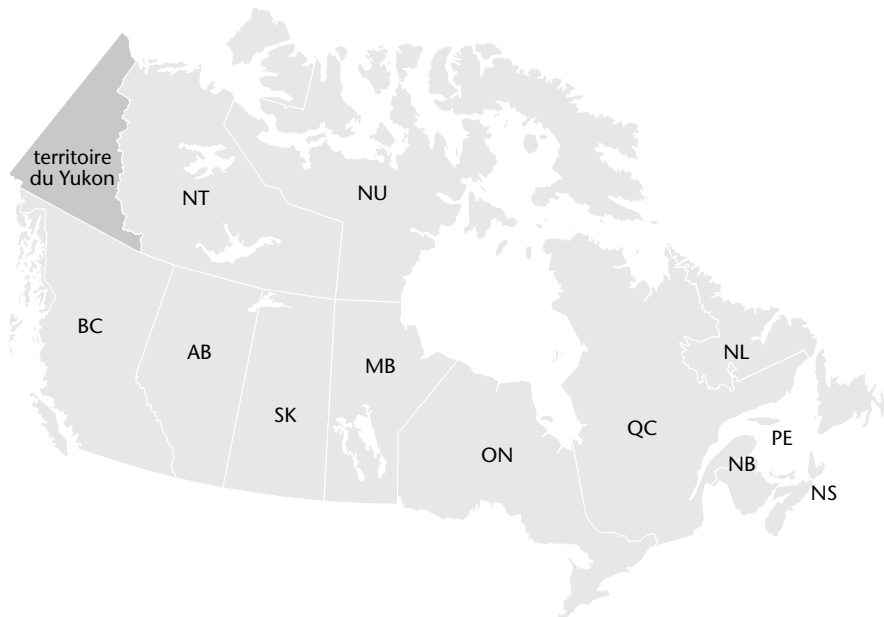 territoire
du Yukon
NT
NU
BC
AB
SK
MB
ON
QC
NL
PE
NB
NS